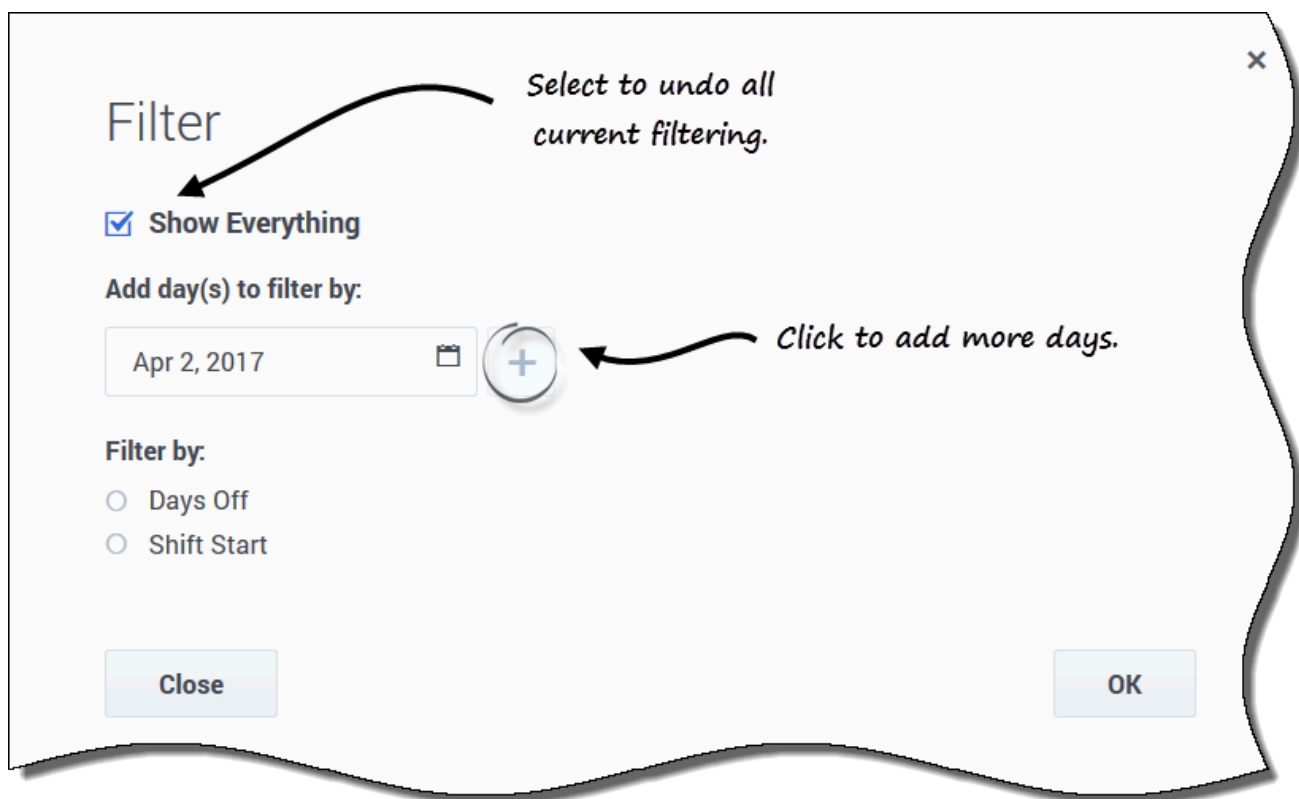 Select to undo all
current filtering.
Filter
Show Everything
Add day(s) to filter by:
Apr 2, 2017
Click to add more days.
Filter by:
Days Off
Shift Start
Close
OK